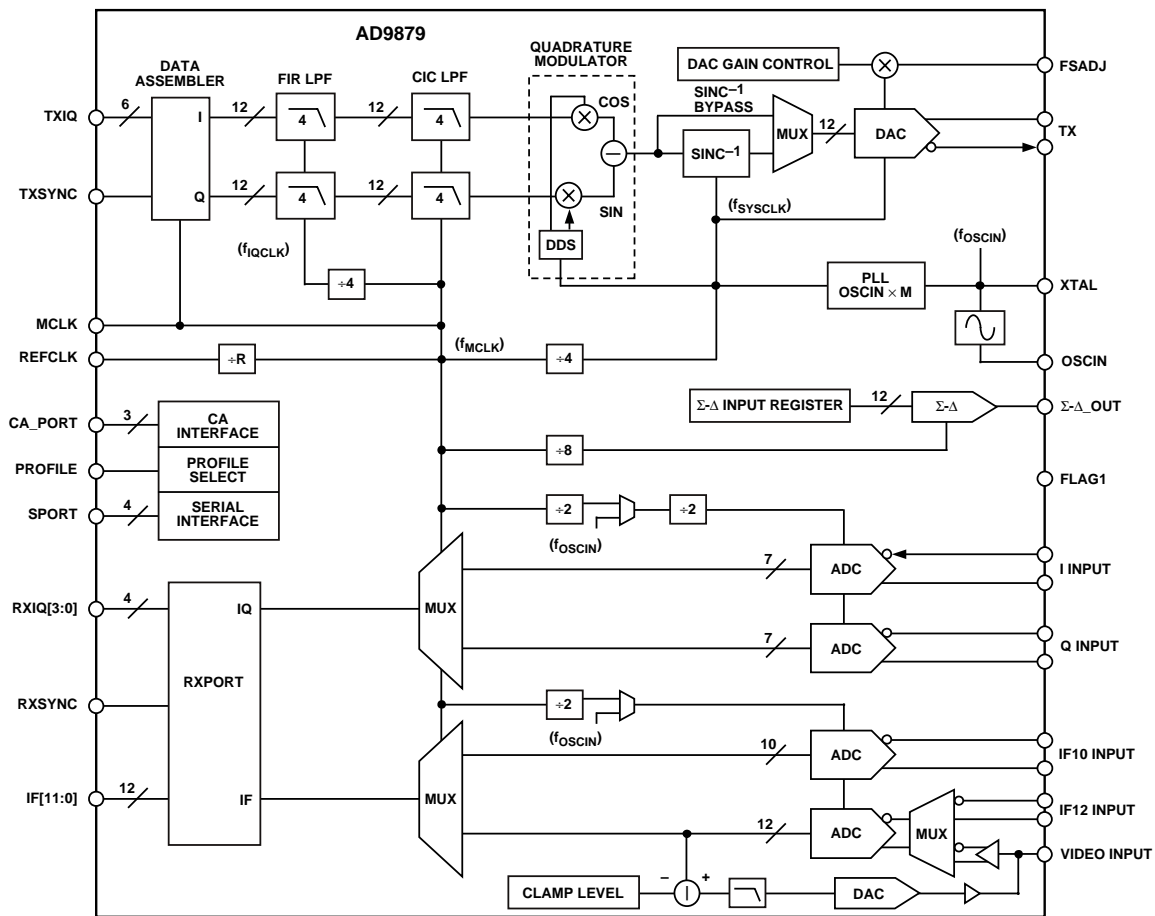 AD9879
DATA
ASSEMBLER
FIR LPF
CIC LPF
QUADRATURE
MODULATOR
DAC GAIN CONTROL
FSADJ
TXIQ
6
I
12
4
12
4
COS
SINC–1
BYPASS
MUX
12
DAC
TX
–
SINC–1
TXSYNC
Q
12
4
12
4
SIN
DDS
(fSYSCLK)
(fIQCLK)
÷4
(fOSCIN)
PLL
OSCIN × M
XTAL
MCLK
REFCLK
÷R
(fMCLK)
÷4
OSCIN
CA_PORT
3
CA
INTERFACE
Σ-Δ INPUT REGISTER
12
Σ-Δ
Σ-Δ_OUT
PROFILE
PROFILE
SELECT
÷8
FLAG1
SPORT
4
SERIAL
INTERFACE
÷2
(fOSCIN)
÷2
7
ADC
I INPUT
RXIQ[3:0]
4
IQ
MUX
7
ADC
Q INPUT
RXPORT
RXSYNC
÷2
(fOSCIN)
10
ADC
IF10 INPUT
IF[11:0]
12
IF
MUX
12
ADC
MUX
IF12 INPUT
VIDEO INPUT
CLAMP LEVEL
–
+
DAC